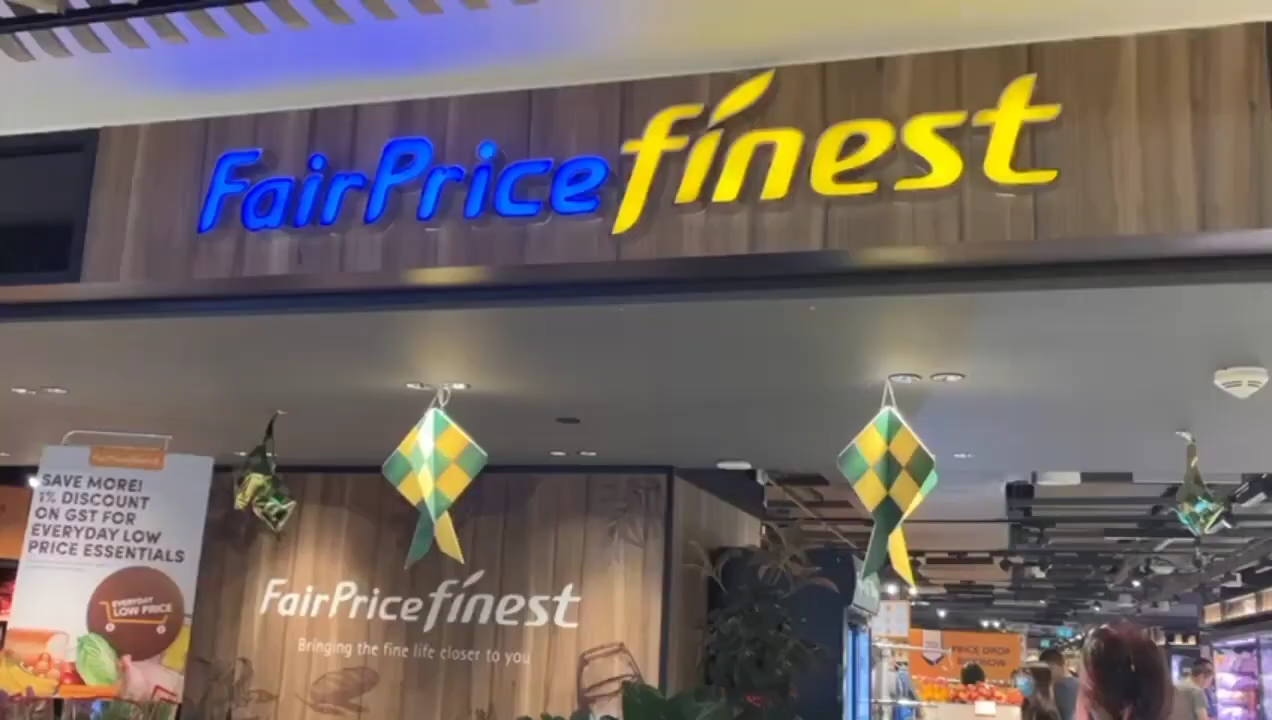 FairPrice finest
SAVE MORE!
1% DISCOUNT
ON GST FOR
EVERYDAY LOW
PRICE ESSENTIALS
EVERYDAY
LOW PRICE
FairPrice finest
Bringing the fine life closer to you
PRICE DROP